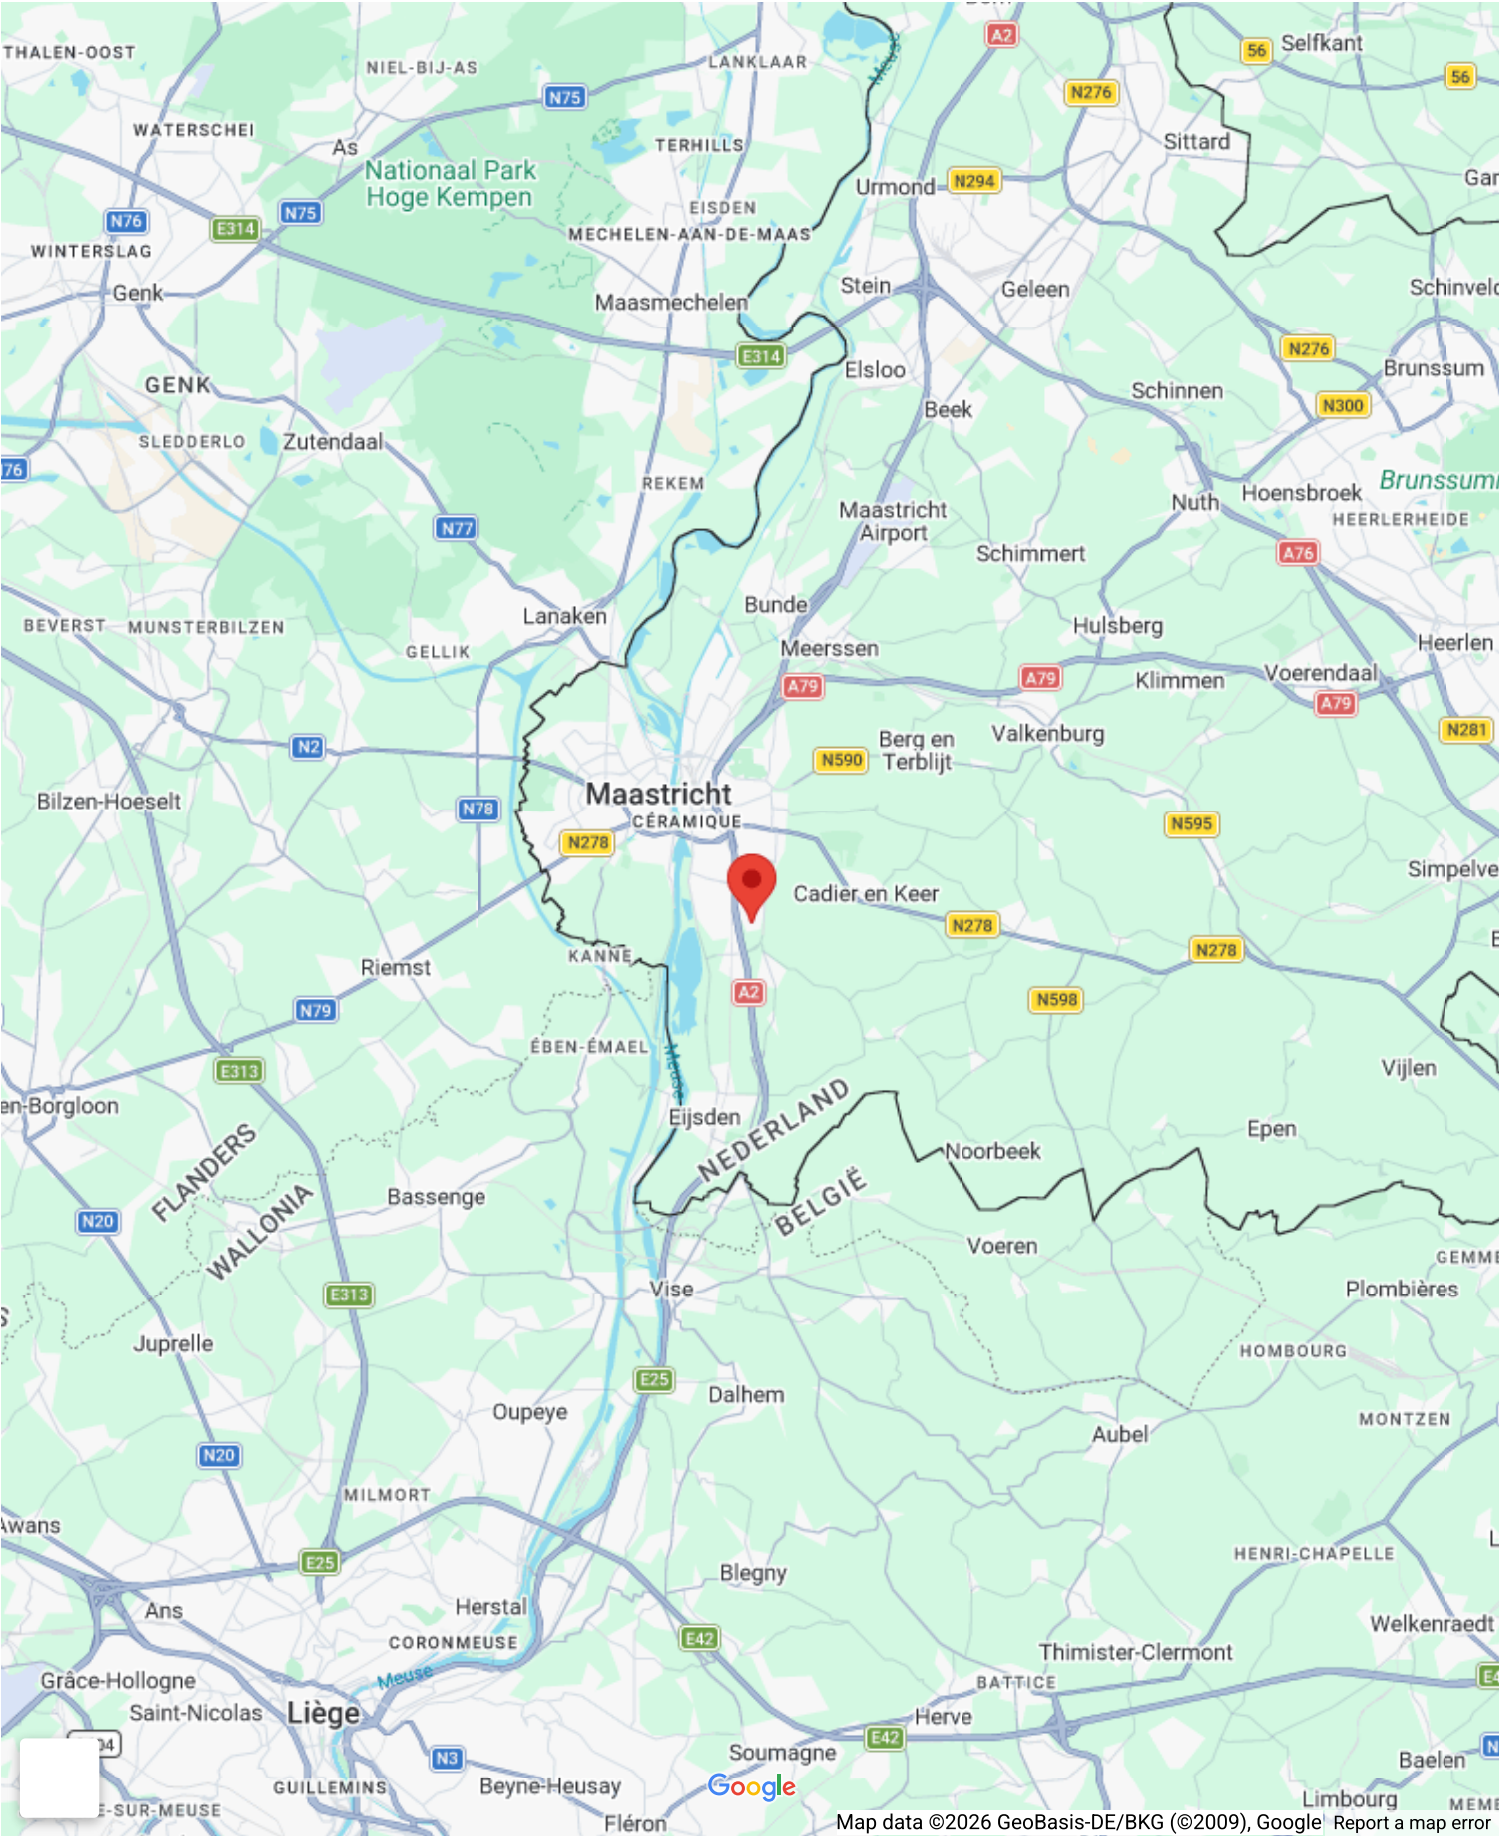 THALEN-OOST
NIEL-BIJ-AS
LANKLAAR
Meuse
A2
56
Selfkant
56
N75
N276
WATERSCHEI
As
TERHILLS
Sittard
Nationaal Park
Hoge Kempen
Urmond
N294
N76
N75
E314
EISDEN
MECHELEN-AAN-DE-MAAS
WINTERSLAG
Genk
Maasmechelen
Stein
Geleen
E314
N276
GENK
Elsloo
Schinnen
Brunssum
N300
Beek
SLEDDERLO
Zutendaal
REKEM
Nuth
Hoensbroek
HEERLERHEIDE
Maastricht
Airport
N77
Schimmert
A76
Lanaken
Bunde
Hulsberg
BEVERST
MUNSTERBILZEN
GELLIK
Meerssen
Heerlen
A79
A79
Klimmen
Voerendaal
A79
N281
N2
N590
Berg en
Terblijt
Valkenburg
Bilzen-Hoeselt
N78
Maastricht
CÉRAMIQUE
N278
N595
Cadier en Keer
N278
N278
Riemst
KANNE
A2
N598
N79
ÉBEN-ÉMAEL
Meuse
E313
Vijlen
en-Borgloon
Eijsden
NEDERLAND
BELGIË
Noorbeek
Epen
FLANDERS
WALLONIA
Bassenge
N20
Voeren
Vise
Plombières
E313
Juprelle
HOMBOURG
E25
Dalhem
Oupeye
Aubel
MONTZEN
N20
MILMORT
Awans
E25
Blegny
HENRI-CHAPELLE
Ans
Herstal
CORONMEUSE
E42
Welkenraedt
Thimister-Clermont
Grâce-Hollogne
Meuse
BATTICE
Saint-Nicolas
Liège
Herve
E42
N3
Soumagne
Baelen
GUILLEMINS
Beyne-Heusay
Google
Limbourg
E-SUR-MEUSE
Fléron
Map data ©2026 GeoBasis-DE/BKG (©2009), Google
Report a map error